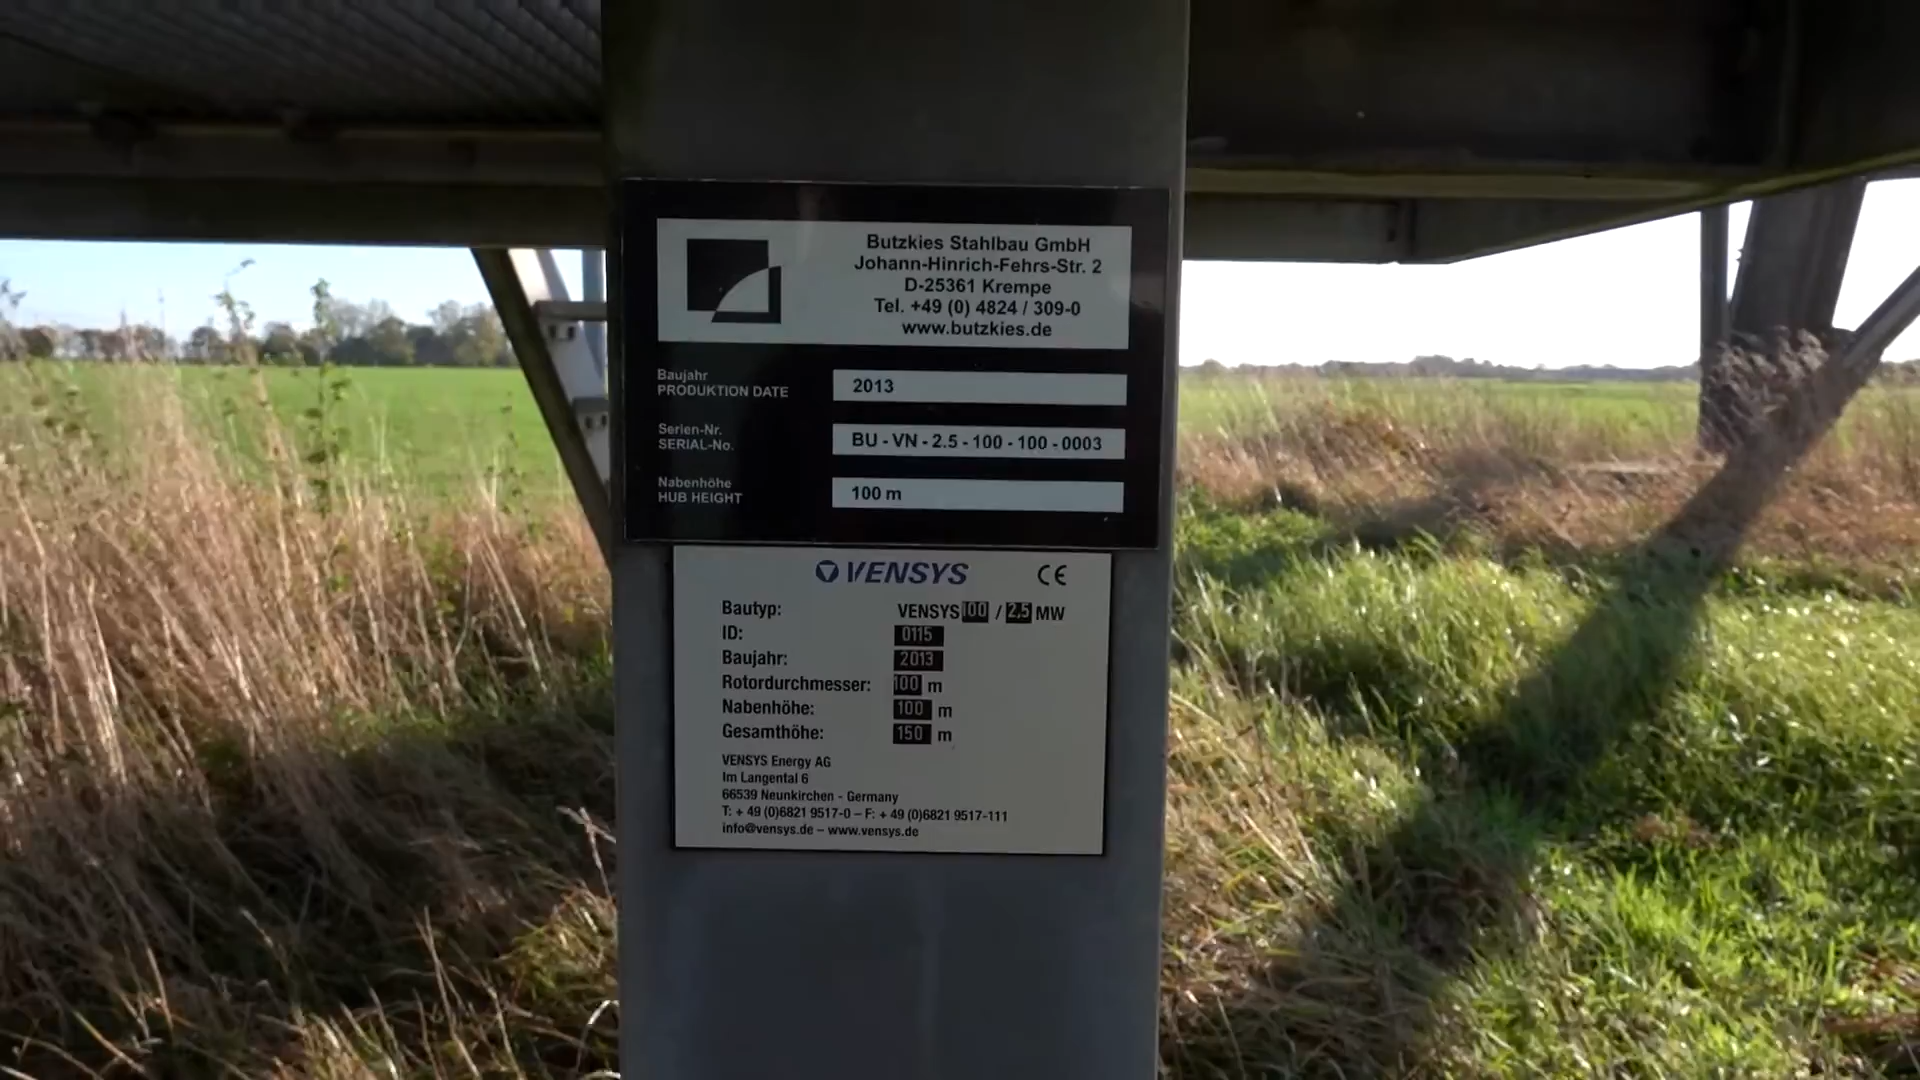 Butzkies Stahlbau GmbH
Johann-Hinrich-Fehrs-Str. 2
D-25361 Krempe
Tel. +49 (0) 4824 / 309-0
www.butzkies.de
Baujahr
PRODUKTION DATE
2013
Serien-Nr.
SERIAL-No.
BU - VN - 2.5 - 100 - 100 - 0003
Nabenhöhe
HUB HEIGHT
100 m
VENSYS CE
Bautyp: VENSYS 100 / 2,5 MW
ID: 0115
Baujahr: 2013
Rotordurchmesser: 100 m
Nabenhöhe: 100 m
Gesamthöhe: 150 m
VENSYS Energy AG
Im Langental 6
66539 Neunkirchen - Germany
T: + 49 (0)6821 9517-0 – F: + 49 (0)6821 9517-111
info@vensys.de – www.vensys.de